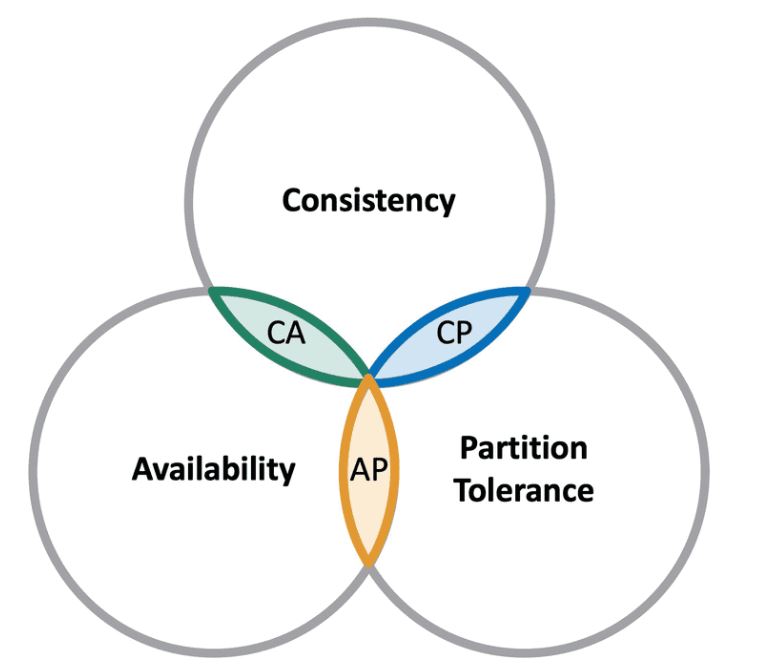 Consistency
CA
CP
Availability
AP
Partition
Tolerance